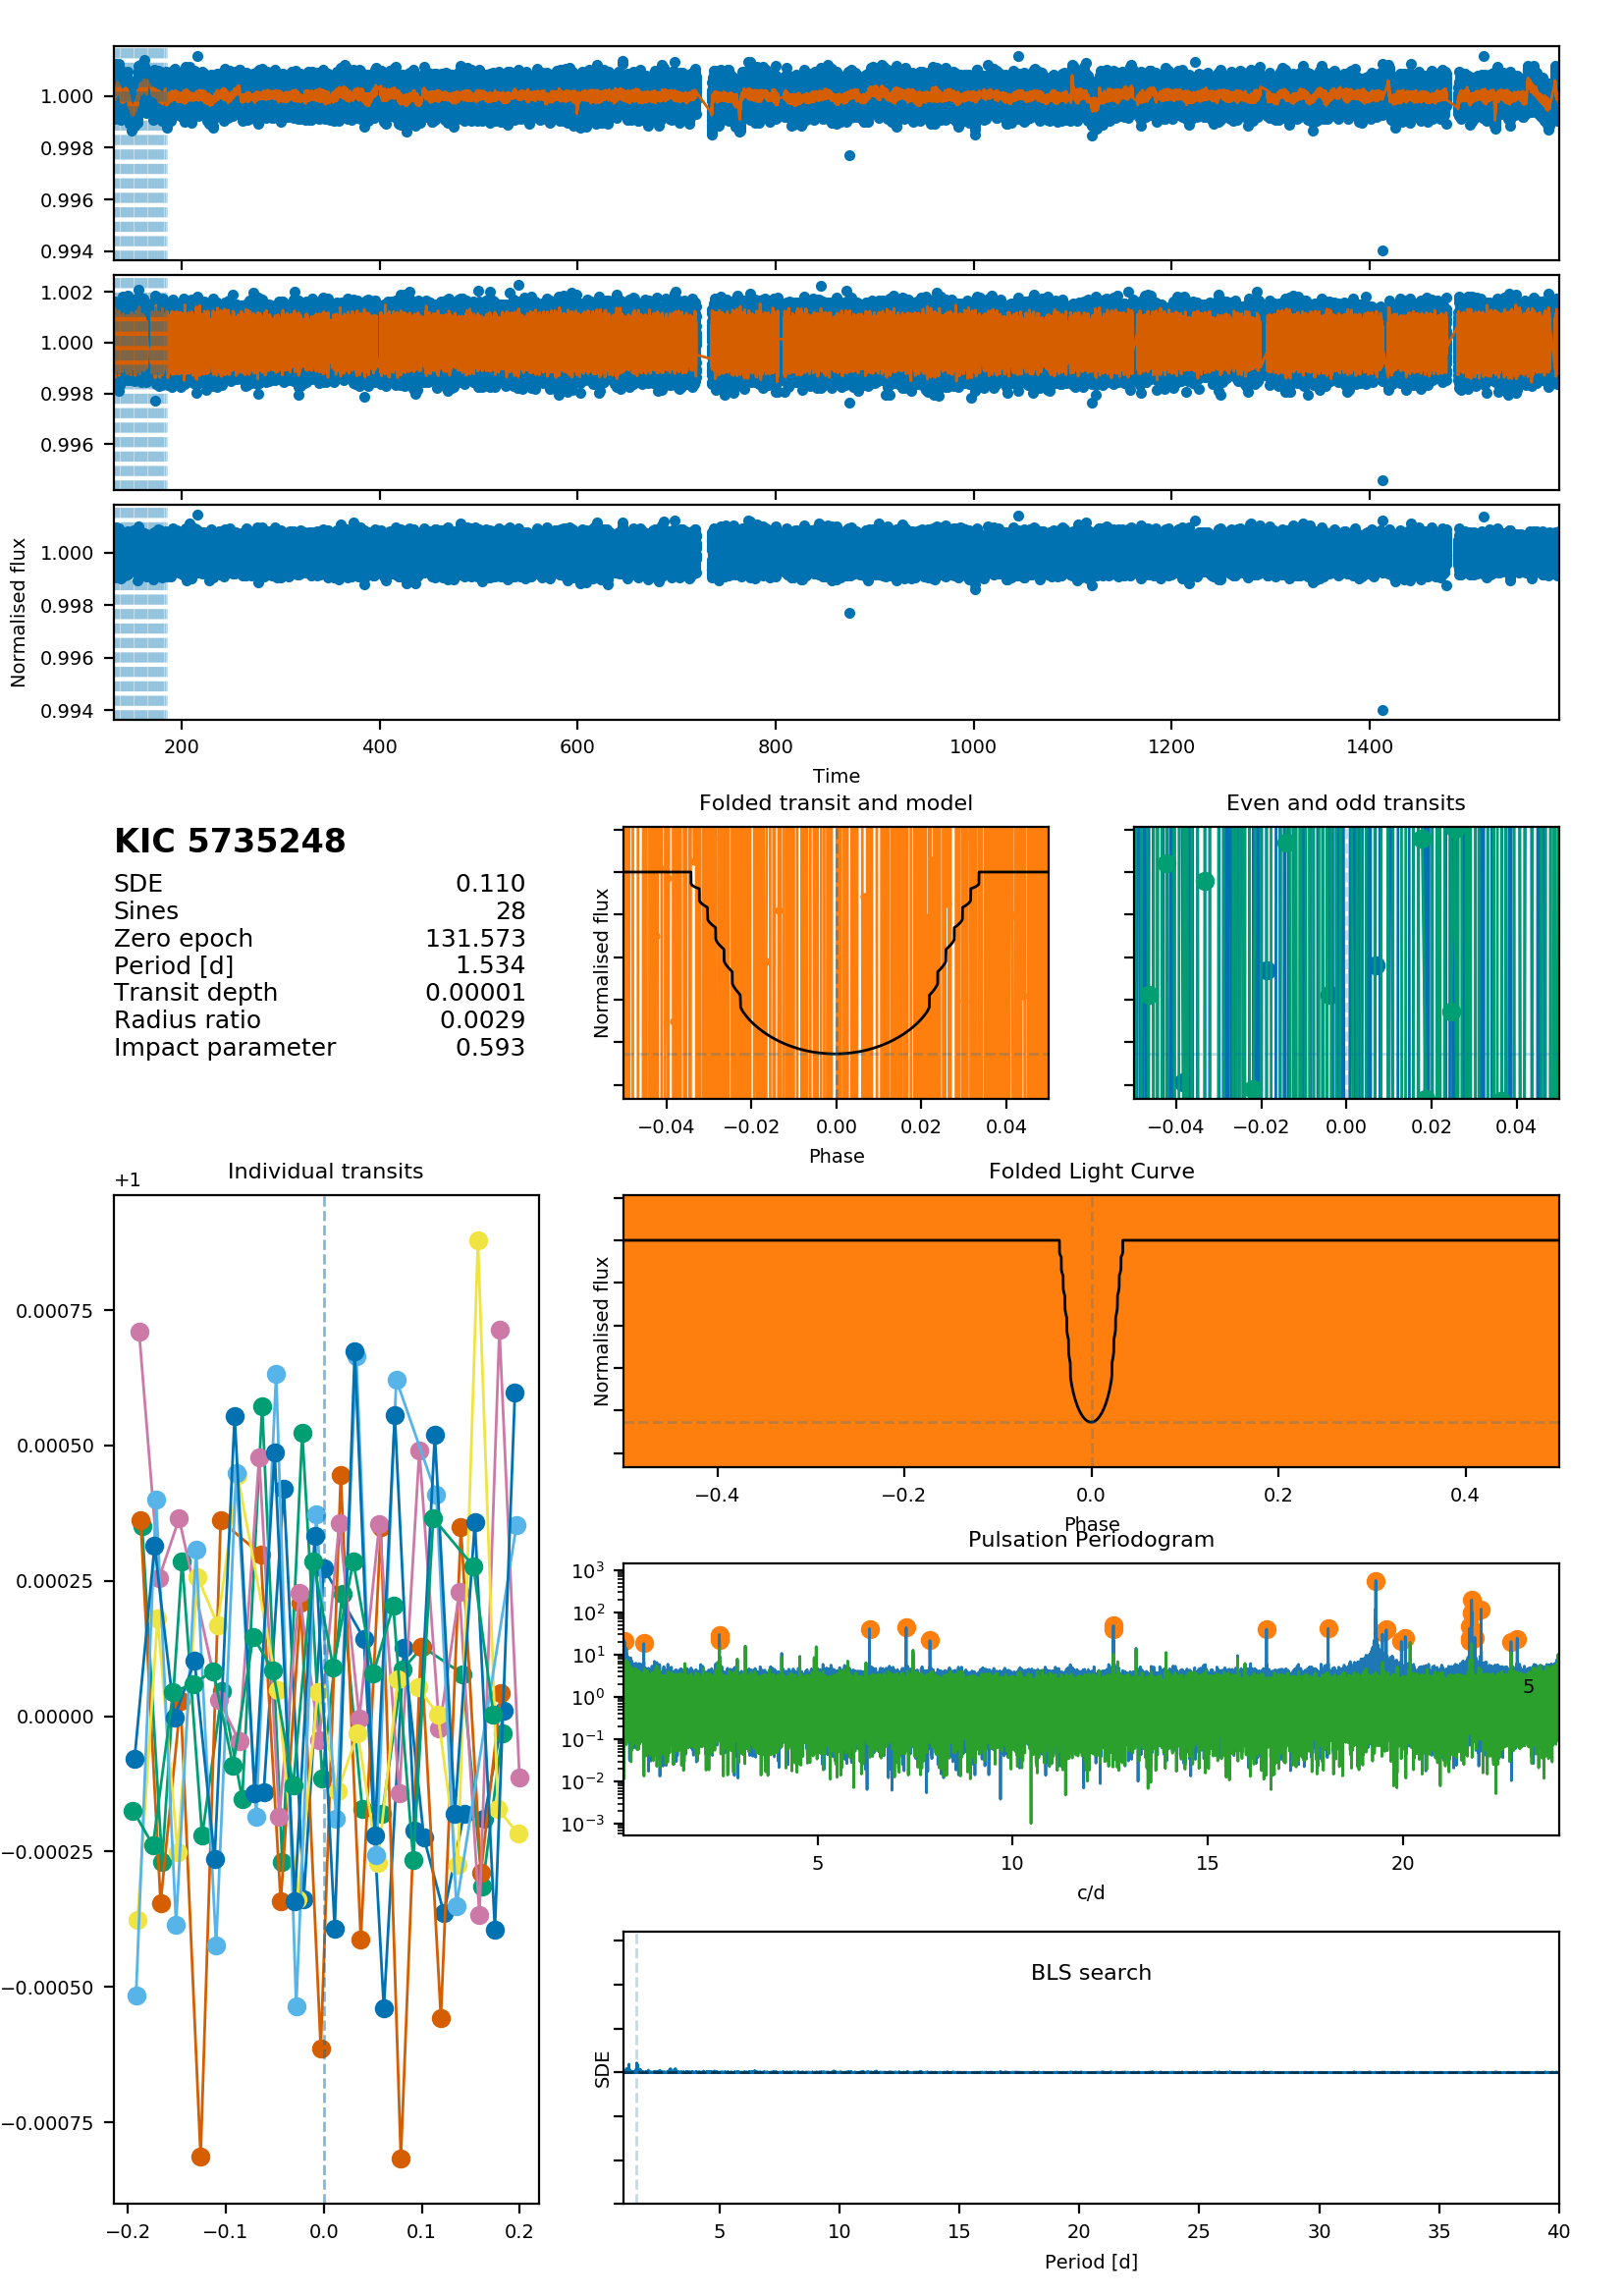 1.000
0.998
0.996
0.994
1.002
1.000
0.998
0.996
Normalised flux
1.000
0.998
0.996
0.994
200 400 600 800 1000 1200 1400
Time
KIC 5735248
SDE 0.110
Sines 28
Zero epoch 131.573
Period [d] 1.534
Transit depth 0.00001
Radius ratio 0.0029
Impact parameter 0.593
Folded transit and model
Normalised flux
−0.04 −0.02 0.00 0.02 0.04
Phase
Even and odd transits
−0.04 −0.02 0.00 0.02 0.04
Individual transits
+1
0.00075
0.00050
0.00025
0.00000
−0.00025
−0.00050
−0.00075
−0.2 −0.1 0.0 0.1 0.2
Folded Light Curve
Normalised flux
−0.4 −0.2 0.0 0.2 0.4
Phase
Pulsation Periodogram
10³
10²
10¹
10⁰
10⁻¹
10⁻²
10⁻³
5
5 10 15 20
c/d
BLS search
SDE
5 10 15 20 25 30 35 40
Period [d]